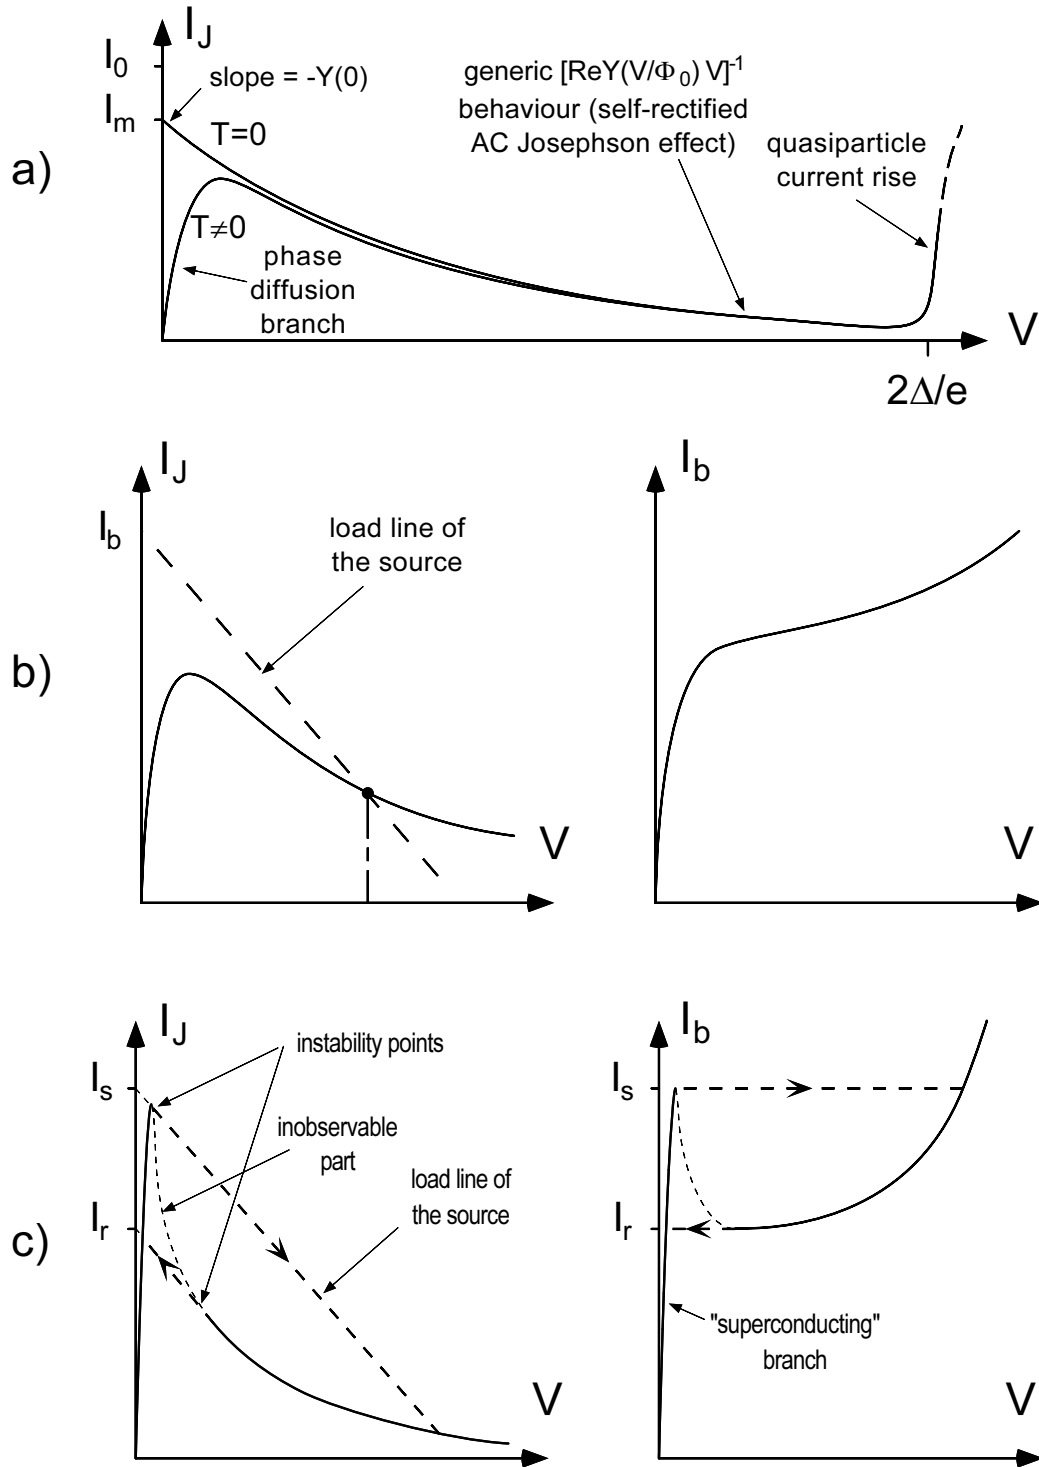 a)
I_J
I_0
I_m
slope = -Y(0)
T=0
T≠0
phase
diffusion
branch
generic [ReY(V/Φ_0) V]^-1
behaviour (self-rectified
AC Josephson effect)
quasiparticle
current rise
V
2Δ/e
b)
I_J
I_b
load line of
the source
V
I_b
V
c)
I_J
I_s
I_r
instability points
inobservable
part
load line of
the source
V
I_b
I_s
I_r
"superconducting"
branch
V